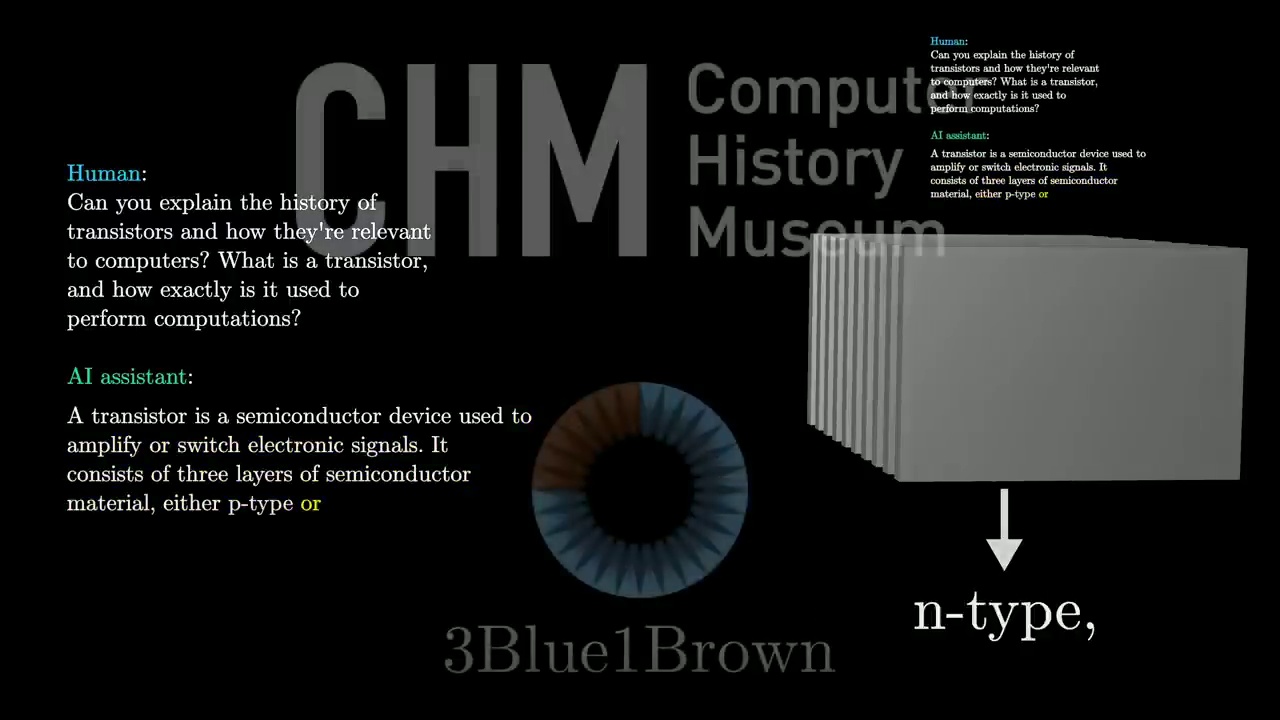 CHM Computer
History
Museum
Human:
Can you explain the history of
transistors and how they're relevant
to computers? What is a transistor,
and how exactly is it used to
perform computations?
AI assistant:
A transistor is a semiconductor device used to
amplify or switch electronic signals. It
consists of three layers of semiconductor
material, either p-type or
Human:
Can you explain the history of
transistors and how they're relevant
to computers? What is a transistor,
and how exactly is it used to
perform computations?
AI assistant:
A transistor is a semiconductor device used to
amplify or switch electronic signals. It
consists of three layers of semiconductor
material, either p-type or
n-type,
3Blue1Brown